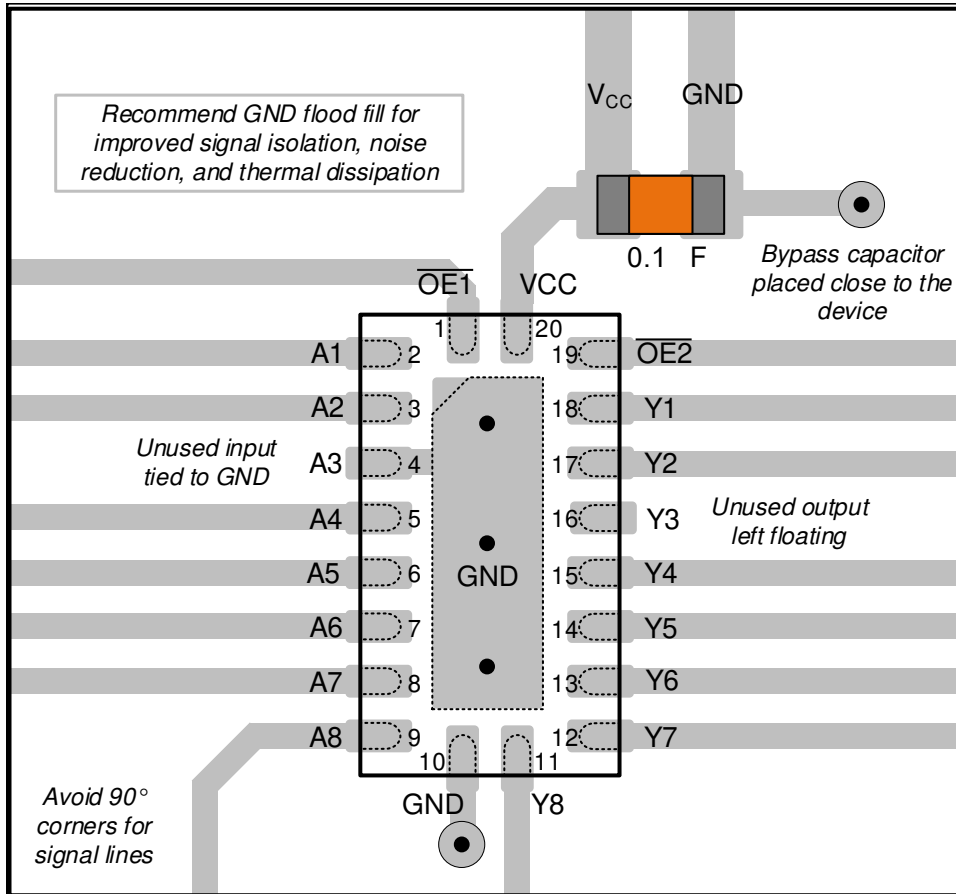 Recommend GND flood fill for
improved signal isolation, noise
reduction, and thermal dissipation
VCC GND
0.1 F
Bypass capacitor
placed close to the
device
OE1 VCC
1 20
A1 2 19 OE2
A2 3 18 Y1
Unused input
tied to GND
A3 4 17 Y2
A4 5 16 Y3
Unused output
left floating
A5 6 GND 15 Y4
A6 7 14 Y5
A7 8 13 Y6
A8 9 12 Y7
10 11
GND Y8
Avoid 90°
corners for
signal lines